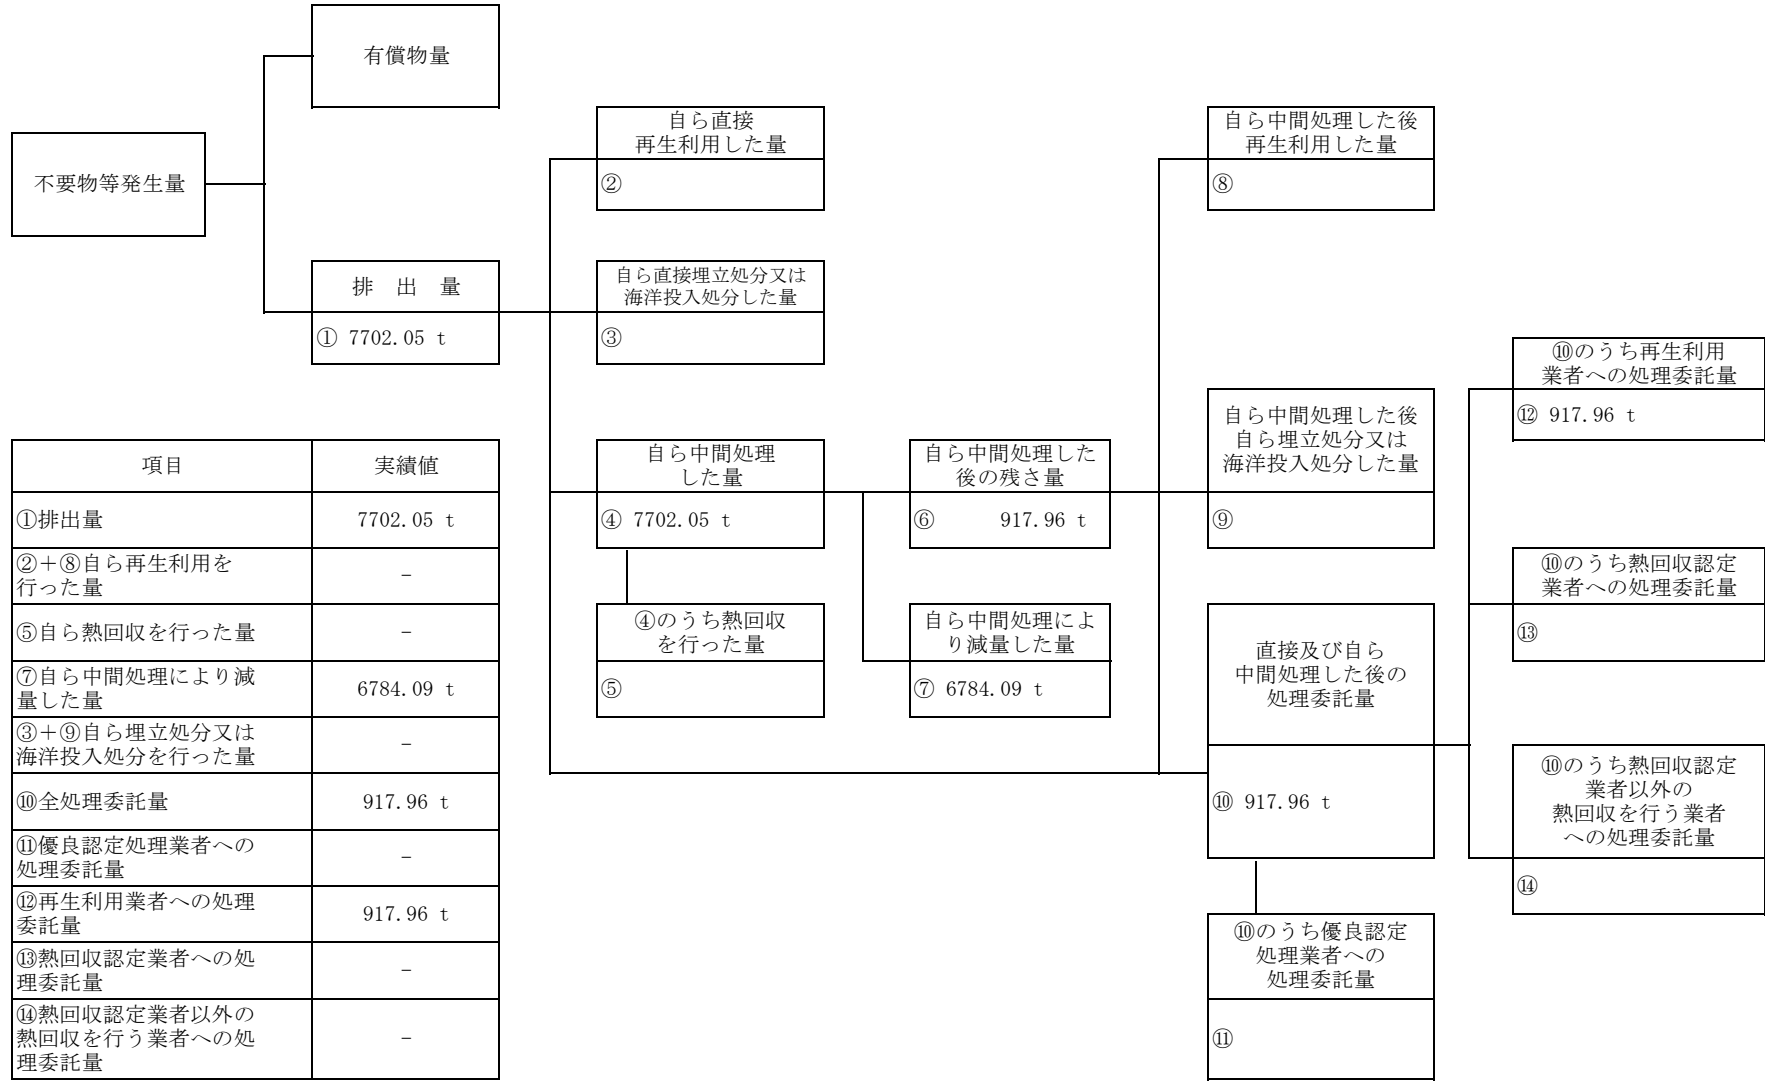 有償物量
不要物等発生量
排　出　量
① 7702.05 t
自ら直接
再生利用した量
②
自ら直接埋立処分又は
海洋投入処分した量
③
自ら中間処理
した量
④ 7702.05 t
④のうち熱回収
を行った量
⑤
自ら中間処理した
後の残さ量
⑥ 917.96 t
自ら中間処理によ
り減量した量
⑦ 6784.09 t
自ら中間処理した後
再生利用した量
⑧
自ら中間処理した後
自ら埋立処分又は
海洋投入処分した量
⑨
直接及び自ら
中間処理した後の
処理委託量
⑩ 917.96 t
⑩のうち優良認定
処理業者への
処理委託量
⑪
⑩のうち再生利用
業者への処理委託量
⑫ 917.96 t
⑩のうち熱回収認定
業者への処理委託量
⑬
⑩のうち熱回収認定
業者以外の
熱回収を行う業者
への処理委託量
⑭
項目 実績値
①排出量 7702.05 t
②＋⑧自ら再生利用を
行った量 －
⑤自ら熱回収を行った量 －
⑦自ら中間処理により減
量した量 6784.09 t
③＋⑨自ら埋立処分又は
海洋投入処分を行った量 －
⑩全処理委託量 917.96 t
⑪優良認定処理業者への
処理委託量 －
⑫再生利用業者への処理
委託量 917.96 t
⑬熱回収認定業者への処
理委託量 －
⑭熱回収認定業者以外の
熱回収を行う業者への処
理委託量 －